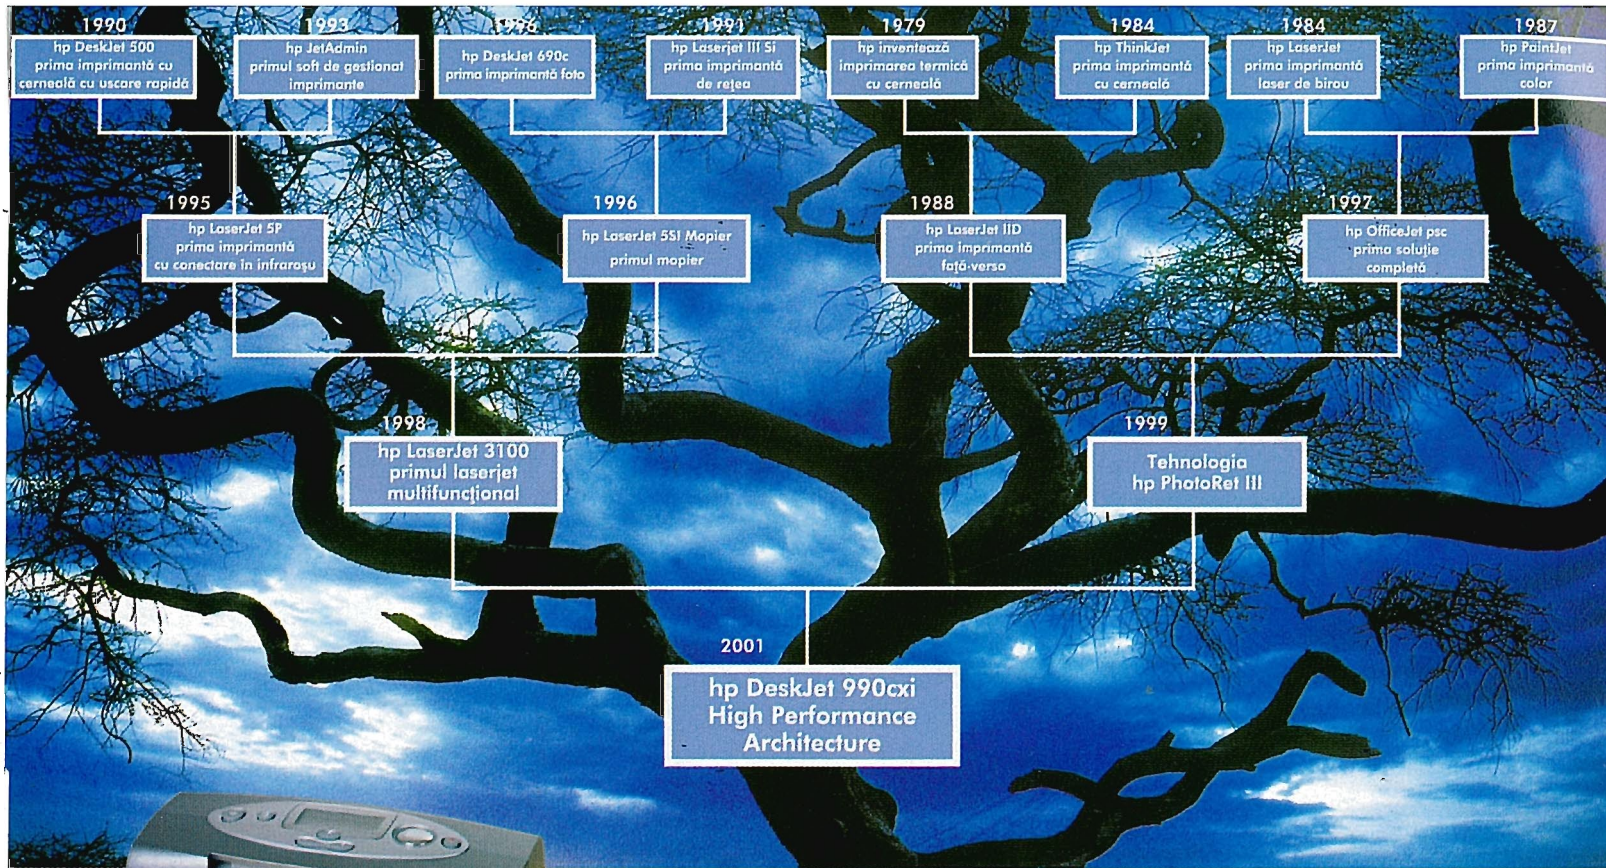 1990
hp DeskJet 500
prima imprimantă cu
cerneală cu uscare rapidă
1993
hp JetAdmin
primul soft de gestionat
imprimante
1996
hp DeskJet 690c
prima imprimantă foto
1991
hp Laserjet III Si
prima imprimantă
de rețea
1979
hp inventează
imprimarea termică
cu cerneală
1984
hp ThinkJet
prima imprimantă
cu cerneală
1984
hp LaserJet
prima imprimantă
laser de birou
1987
hp PaintJet
prima imprimantă
color
1995
hp LaserJet 5P
prima imprimantă
cu conectare în infraroșu
1996
hp LaserJet 5SI Mopier
primul mopier
1988
hp LaserJet IID
prima imprimantă
față-verso
1997
hp OfficeJet psc
prima soluție
completă
1998
hp LaserJet 3100
primul laserjet
multifuncțional
1999
Tehnologia
hp PhotoRet III
2001
hp DeskJet 990cxi
High Performance
Architecture